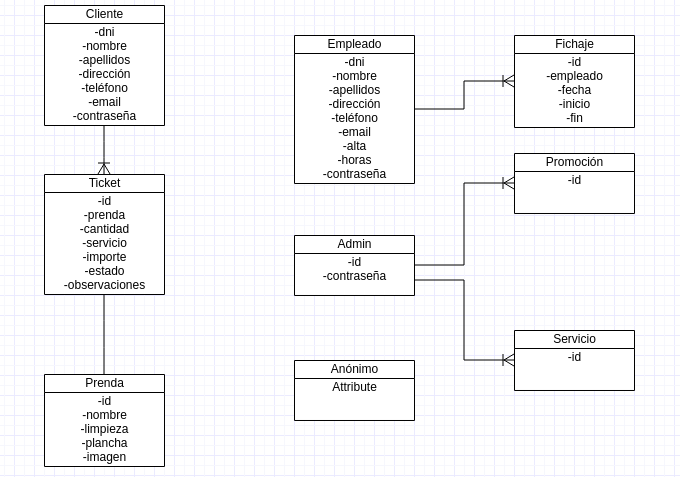 Cliente
-dni
-nombre
-apellidos
-dirección
-teléfono
-email
-contraseña
Ticket
-id
-prenda
-cantidad
-servicio
-importe
-estado
-observaciones
Prenda
-id
-nombre
-limpieza
-plancha
-imagen
Empleado
-dni
-nombre
-apellidos
-dirección
-teléfono
-email
-alta
-horas
-contraseña
Admin
-id
-contraseña
Anónimo
Attribute
Fichaje
-id
-empleado
-fecha
-inicio
-fin
Promoción
-id
Servicio
-id